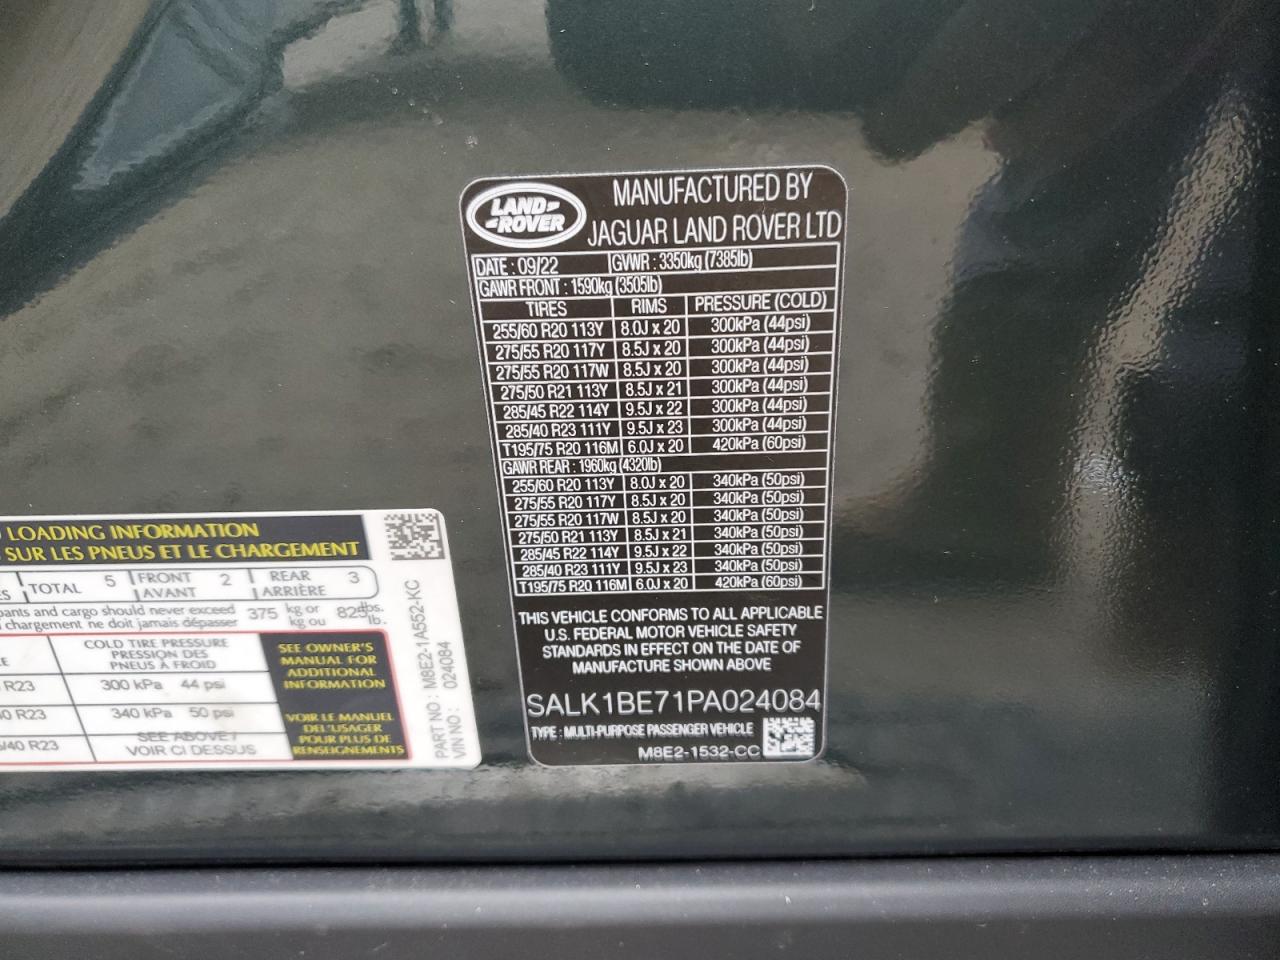 LAND-
-ROVER
MANUFACTURED BY
JAGUAR LAND ROVER LTD
DATE : 09/22 GVWR : 3350kg (7385lb)
GAWR FRONT : 1590kg (3505lb)
TIRES RIMS PRESSURE (COLD)
255/60 R20 113Y 8.0J x 20 300kPa (44psi)
275/55 R20 117Y 8.5J x 20 300kPa (44psi)
275/55 R20 117W 8.5J x 20 300kPa (44psi)
275/50 R21 113Y 8.5J x 21 300kPa (44psi)
285/45 R22 114Y 9.5J x 22 300kPa (44psi)
285/40 R23 111Y 9.5J x 23 300kPa (44psi)
T195/75 R20 116M 6.0J x 20 420kPa (60psi)
GAWR REAR : 1960kg (4320lb)
255/60 R20 113Y 8.0J x 20 340kPa (50psi)
275/55 R20 117Y 8.5J x 20 340kPa (50psi)
275/55 R20 117W 8.5J x 20 340kPa (50psi)
275/50 R21 113Y 8.5J x 21 340kPa (50psi)
285/45 R22 114Y 9.5J x 22 340kPa (50psi)
285/40 R23 111Y 9.5J x 23 340kPa (50psi)
T195/75 R20 116M 6.0J x 20 420kPa (60psi)
THIS VEHICLE CONFORMS TO ALL APPLICABLE
U.S. FEDERAL MOTOR VEHICLE SAFETY
STANDARDS IN EFFECT ON THE DATE OF
MANUFACTURE SHOWN ABOVE
SALK1BE71PA024084
TYPE : MULTI-PURPOSE PASSENGER VEHICLE
M8E2-1532-CC
LOADING INFORMATION
SUR LES PNEUS ET LE CHARGEMENT
TOTAL 5 FRONT 2 REAR 3
AVANT ARRIÈRE
and cargo should never exceed 375 kg or 825 lbs.
chargement ne doit jamais dépasser kg ou lb.
COLD TIRE PRESSURE
PRESSION DES
PNEUS À FROID
R23 300 kPa 44 psi
R23 340 kPa 50 psi
R23 SEE ABOVE /
VOIR CI DESSUS
SEE OWNER'S
MANUAL FOR
ADDITIONAL
INFORMATION
VOIR LE MANUEL
DE L'USAGER
POUR PLUS DE
RENSEIGNEMENTS
PART NO : M8E2-1A552-KC
VIN NO : 024084